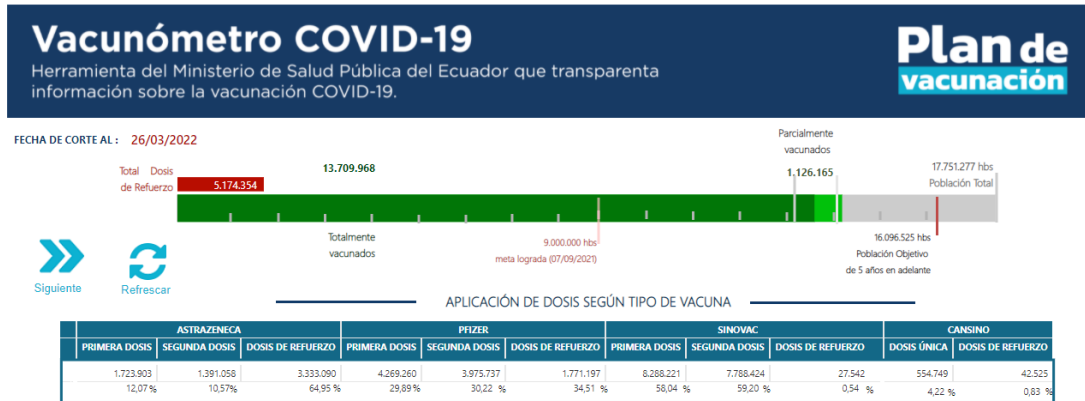 Vacunómetro COVID-19
Herramienta del Ministerio de Salud Pública del Ecuador que transparenta
información sobre la vacunación COVID-19.
Plan de
vacunación
FECHA DE CORTE AL : 26/03/2022
Total Dosis
de Refuerzo
5.174.354
13.709.968
Parcialmente
vacunados
1.126.165
17.751.277 hbs
Población Total
Totalmente
vacunados
9.000.000 hbs
meta lograda (07/09/2021)
16.096.525 hbs
Población Objetivo
de 5 años en adelante
Siguiente
Refrescar
APLICACIÓN DE DOSIS SEGÚN TIPO DE VACUNA
ASTRAZENECA PFIZER SINOVAC CANSINO
PRIMERA DOSIS SEGUNDA DOSIS DOSIS DE REFUERZO PRIMERA DOSIS SEGUNDA DOSIS DOSIS DE REFUERZO PRIMERA DOSIS SEGUNDA DOSIS DOSIS DE REFUERZO DOSIS ÚNICA DOSIS DE REFUERZO
1.723.903 1.391.058 3.333.090 4.269.260 3.975.737 1.771.197 8.288.221 7.788.424 27.542 554.749 42.525
12,07 % 10,57% 64,95 % 29,89 % 30,22 % 34,51 % 58,04 % 59,20 % 0,54 % 4,22 % 0,83 %